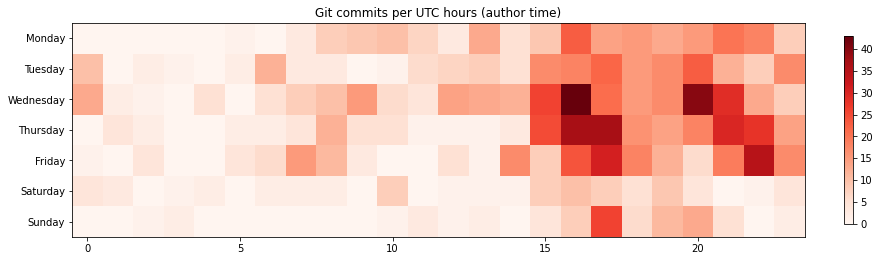 Git commits per UTC hours (author time)
Monday
Tuesday
Wednesday
Thursday
Friday
Saturday
Sunday
0 5 10 15 20
40
35
30
25
20
15
10
5
0